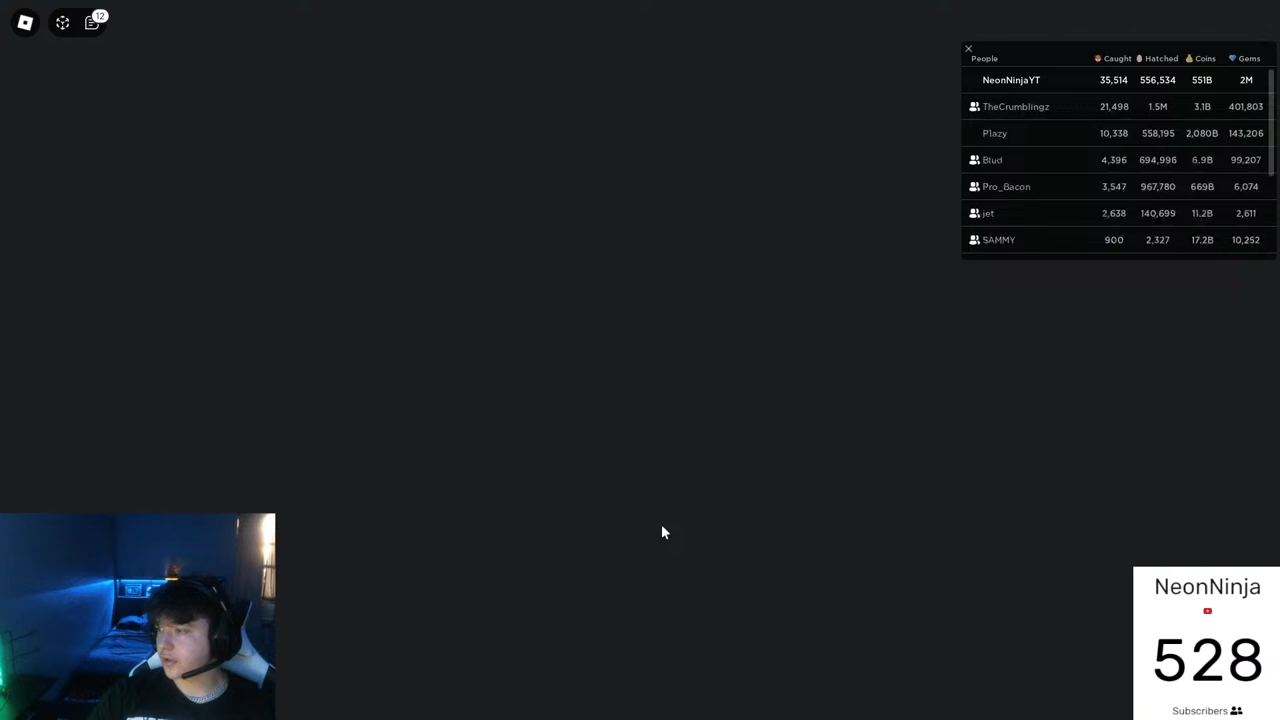 12
People Caught Hatched Coins Gems
NeonNinjaYT 35,514 556,534 551B 2M
TheCrumblingz 21,498 1.5M 3.1B 401,803
Plazy 10,338 558,195 2,080B 143,206
Blud 4,396 694,996 6.9B 99,207
Pro_Bacon 3,547 967,780 669B 6,074
jet 2,638 140,699 11.2B 2,611
SAMMY 900 2,327 17.2B 10,252
NeonNinja
528
Subscribers